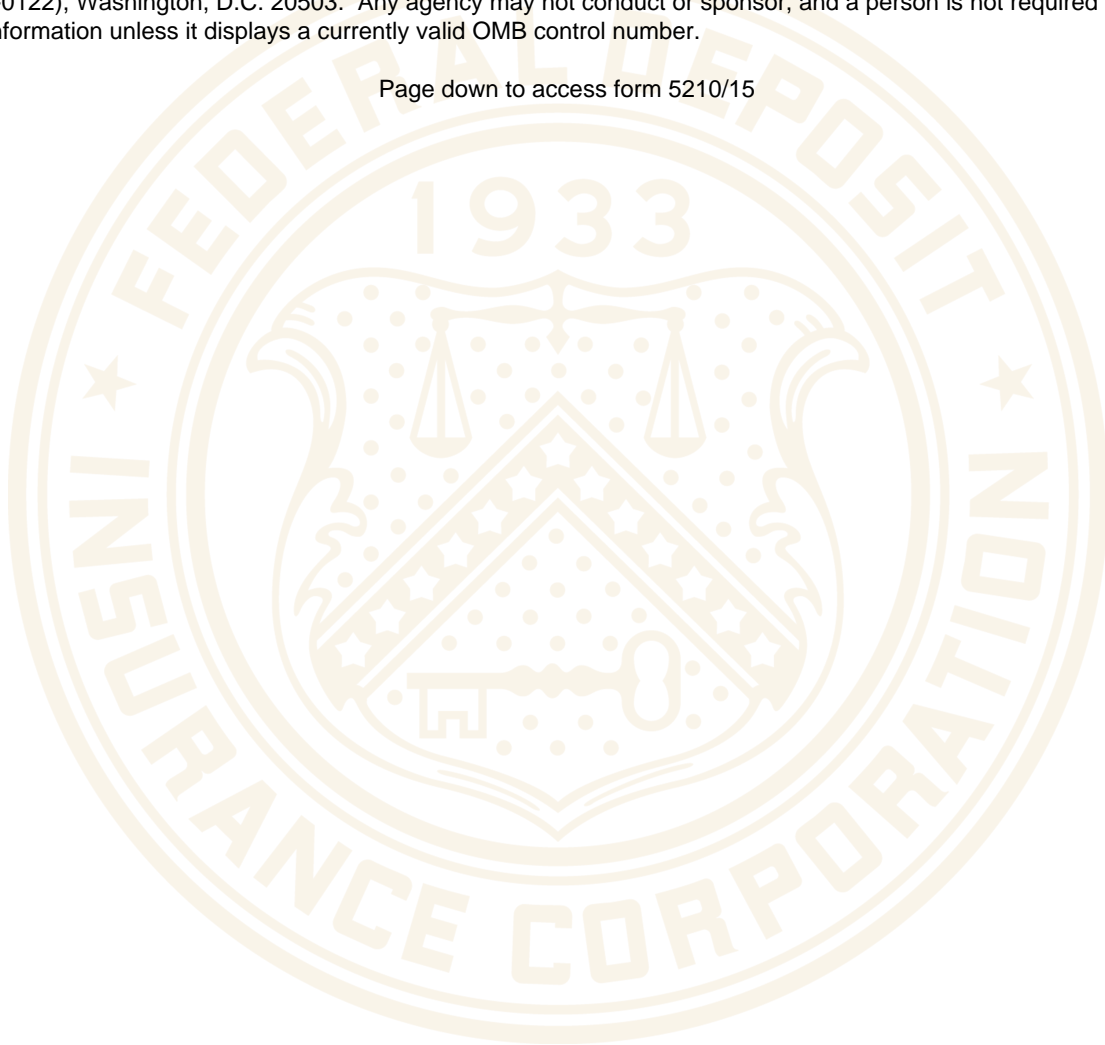 0122), Washington, D.C. 20503. Any agency may not conduct or sponsor, and a person is not required
formation unless it displays a currently valid OMB control number.
Page down to access form 5210/15
FEDERAL DEPOSIT
1933
INSURANCE CORPORATION